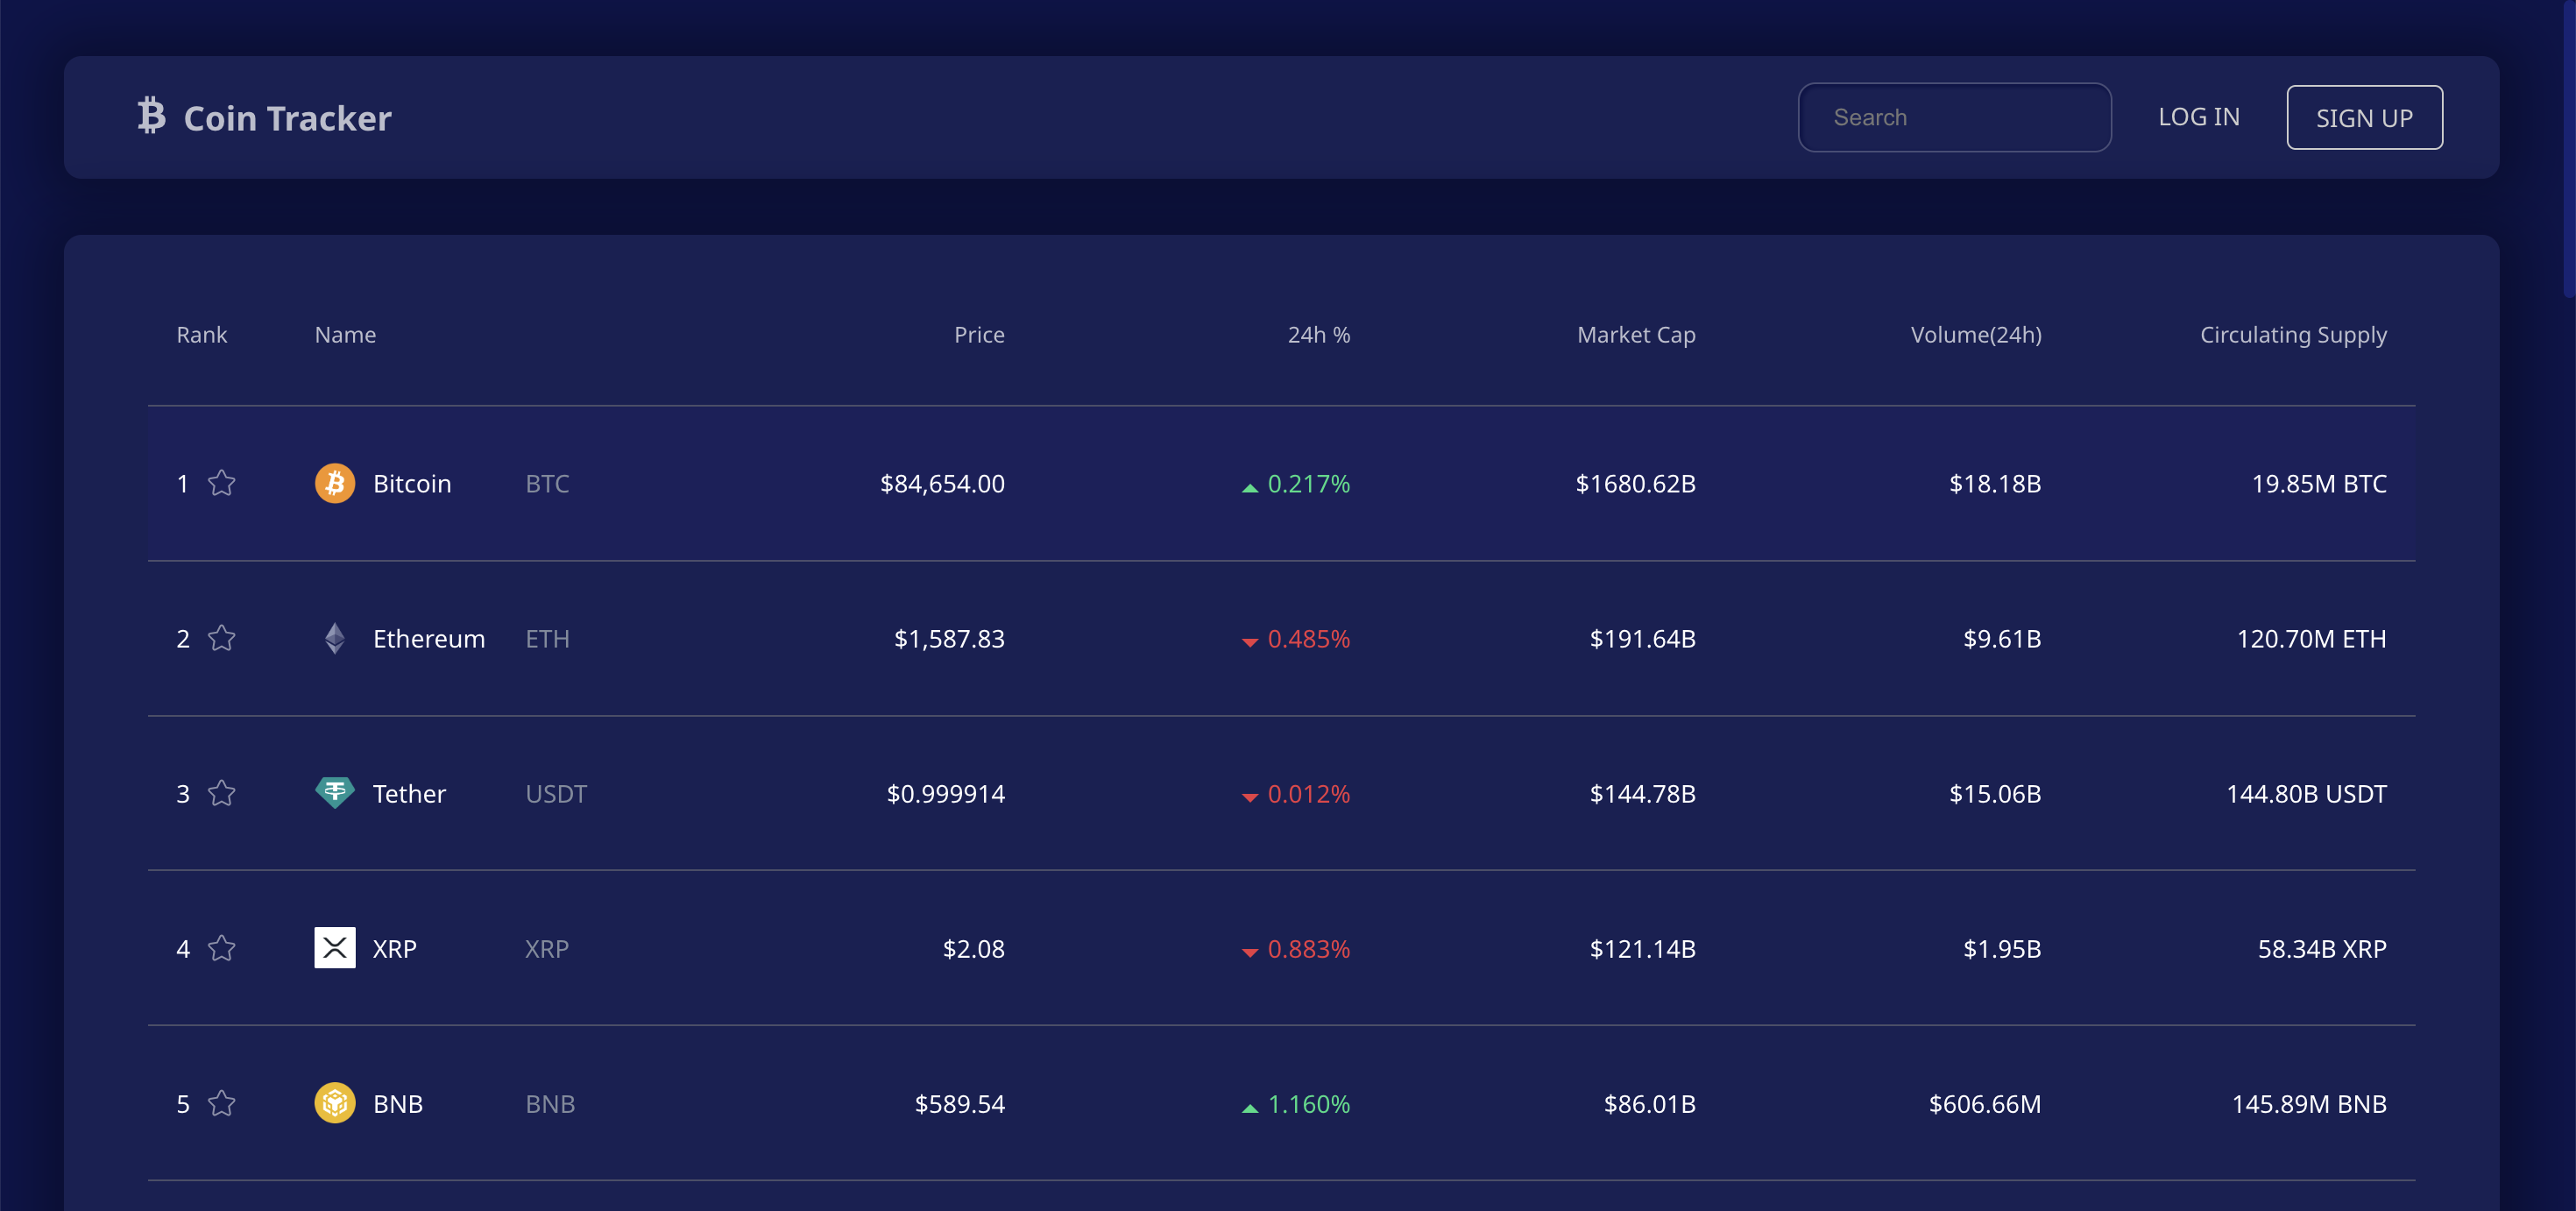 Coin Tracker
Search LOG IN SIGN UP
Rank Name Price 24h % Market Cap Volume(24h) Circulating Supply
1 Bitcoin BTC $84,654.00 0.217% $1680.62B $18.18B 19.85M BTC
2 Ethereum ETH $1,587.83 0.485% $191.64B $9.61B 120.70M ETH
3 Tether USDT $0.999914 0.012% $144.78B $15.06B 144.80B USDT
4 XRP XRP $2.08 0.883% $121.14B $1.95B 58.34B XRP
5 BNB BNB $589.54 1.160% $86.01B $606.66M 145.89M BNB